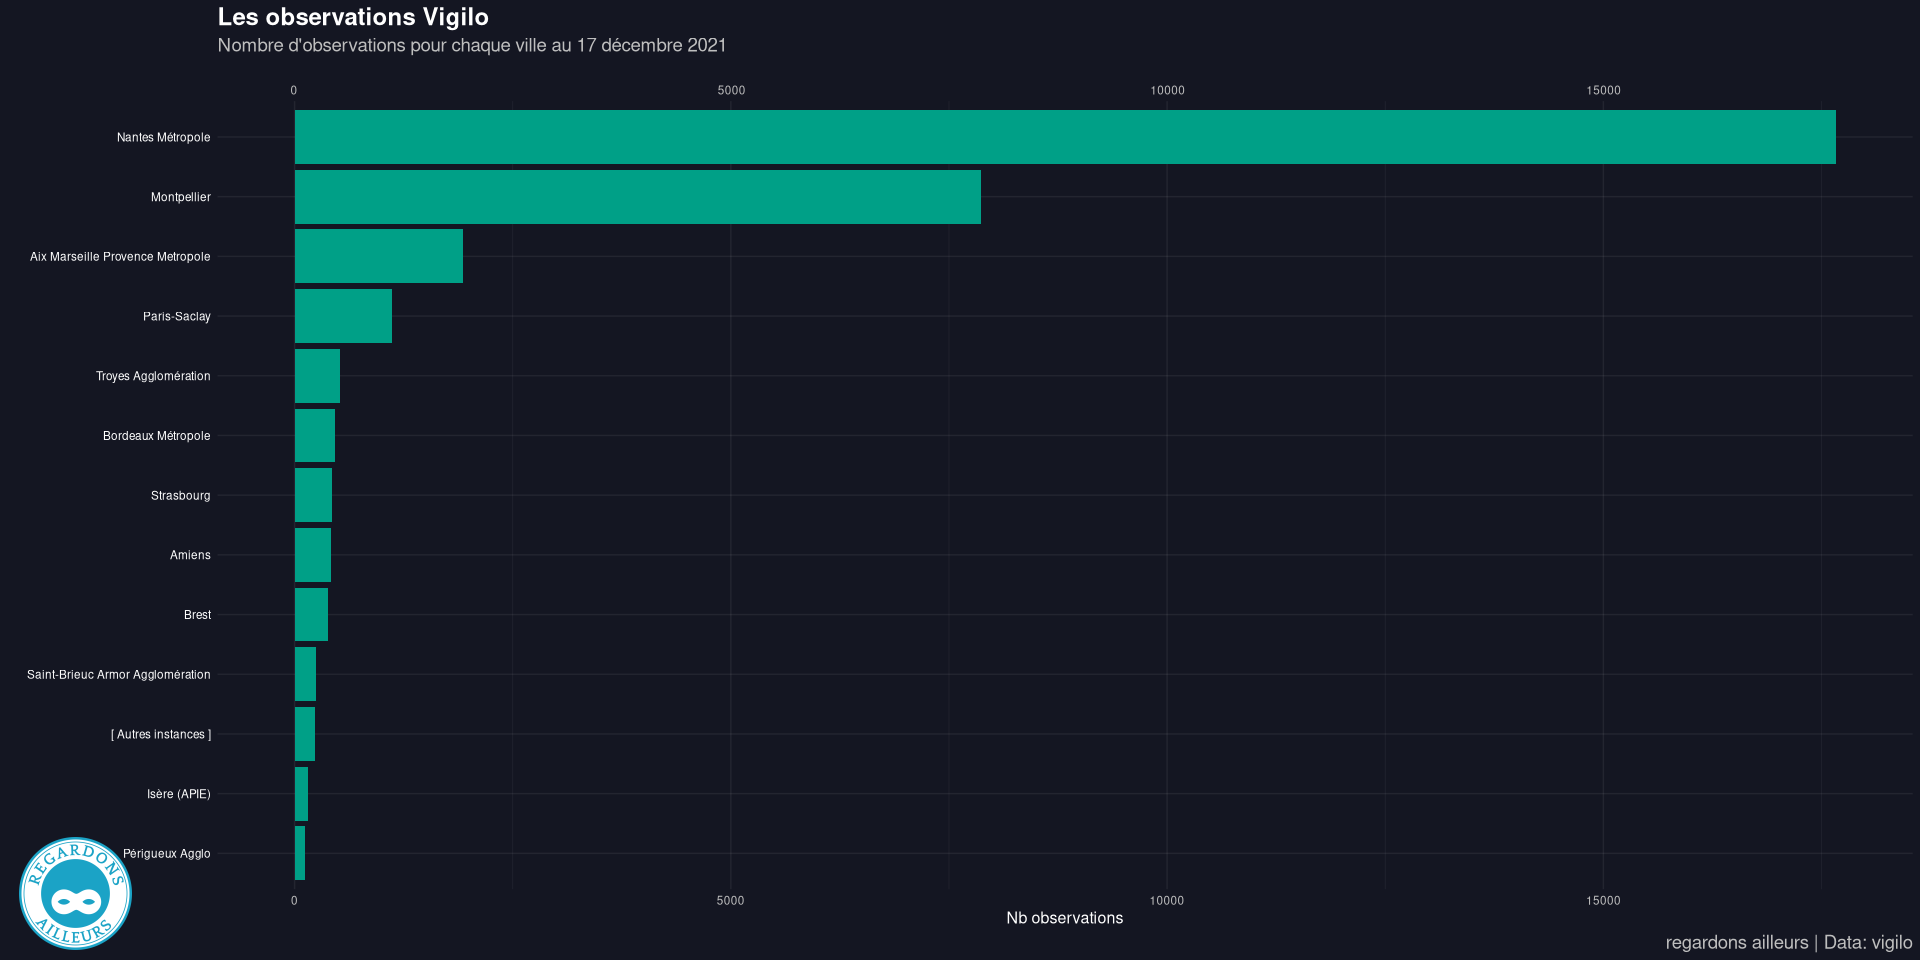 Les observations Vigilo
Nombre d'observations pour chaque ville au 17 décembre 2021
0 5000 10000 15000
Nantes Métropole
Montpellier
Aix Marseille Provence Metropole
Paris-Saclay
Troyes Agglomération
Bordeaux Métropole
Strasbourg
Amiens
Brest
Saint-Brieuc Armor Agglomération
[ Autres instances ]
Isère (APIE)
Périgueux Agglo
0 5000 10000 15000
Nb observations
REGARDONS
AILLEURS
regardons ailleurs | Data: vigilo